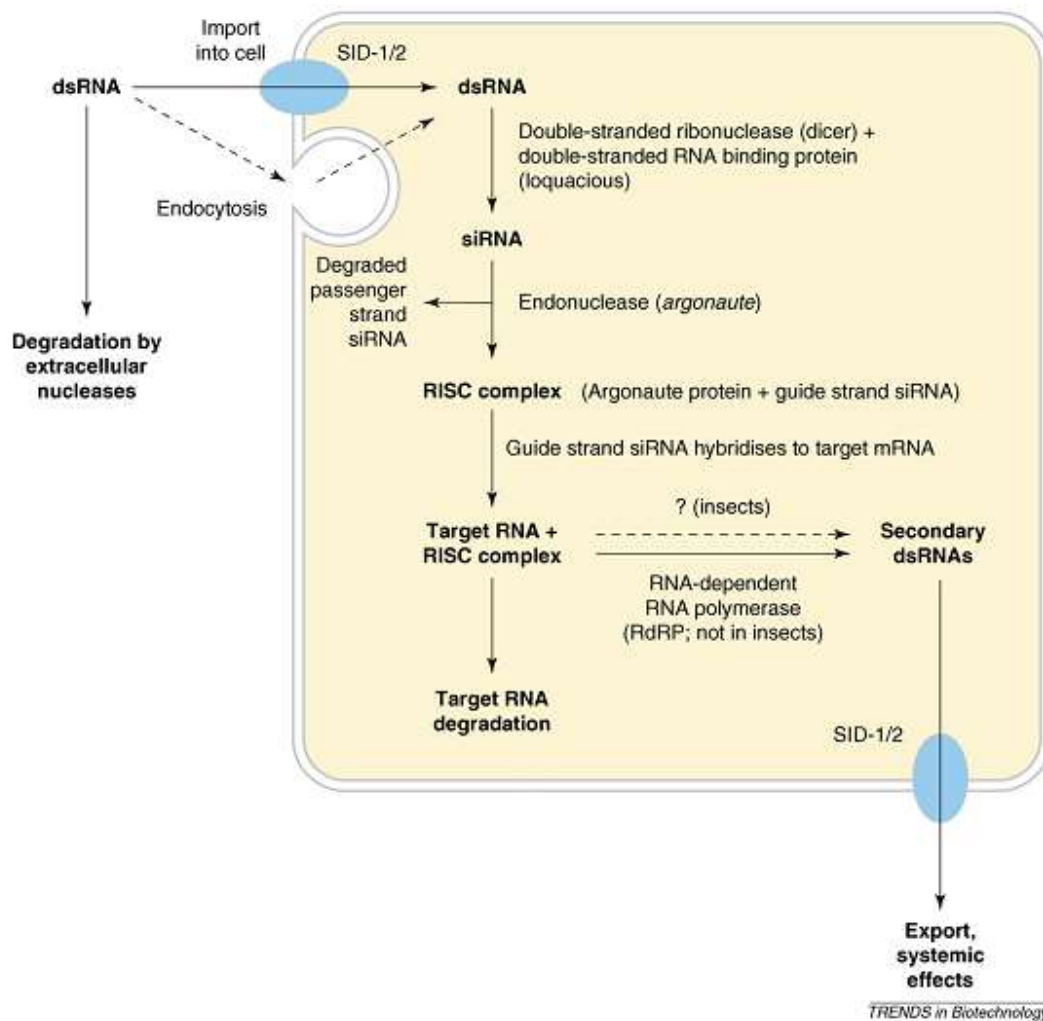 Import
into cell
SID-1/2
dsRNA
dsRNA
Double-stranded ribonuclease (dicer) +
double-stranded RNA binding protein
(loquacious)
Endocytosis
siRNA
Degraded
passenger
strand
siRNA
Endonuclease (argonaute)
Degradation by
extracellular
nucleases
RISC complex (Argonaute protein + guide strand siRNA)
Guide strand siRNA hybridises to target mRNA
? (insects)
Target RNA +
RISC complex
Secondary
dsRNAs
RNA-dependent
RNA polymerase
(RdRP; not in insects)
Target RNA
degradation
SID-1/2
Export,
systemic
effects
TRENDS in Biotechnology